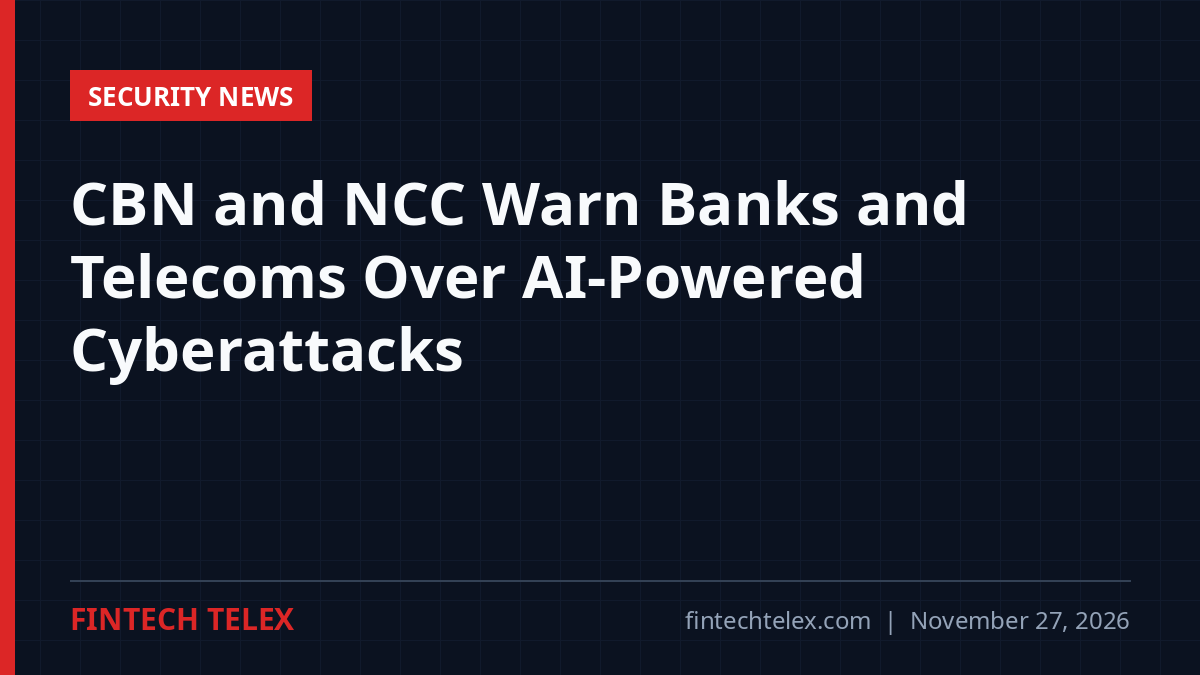 SECURITY NEWS
CBN and NCC Warn Banks and
Telecoms Over AI-Powered
Cyberattacks
FINTECH TELEX
fintechtelex.com | November 27, 2026